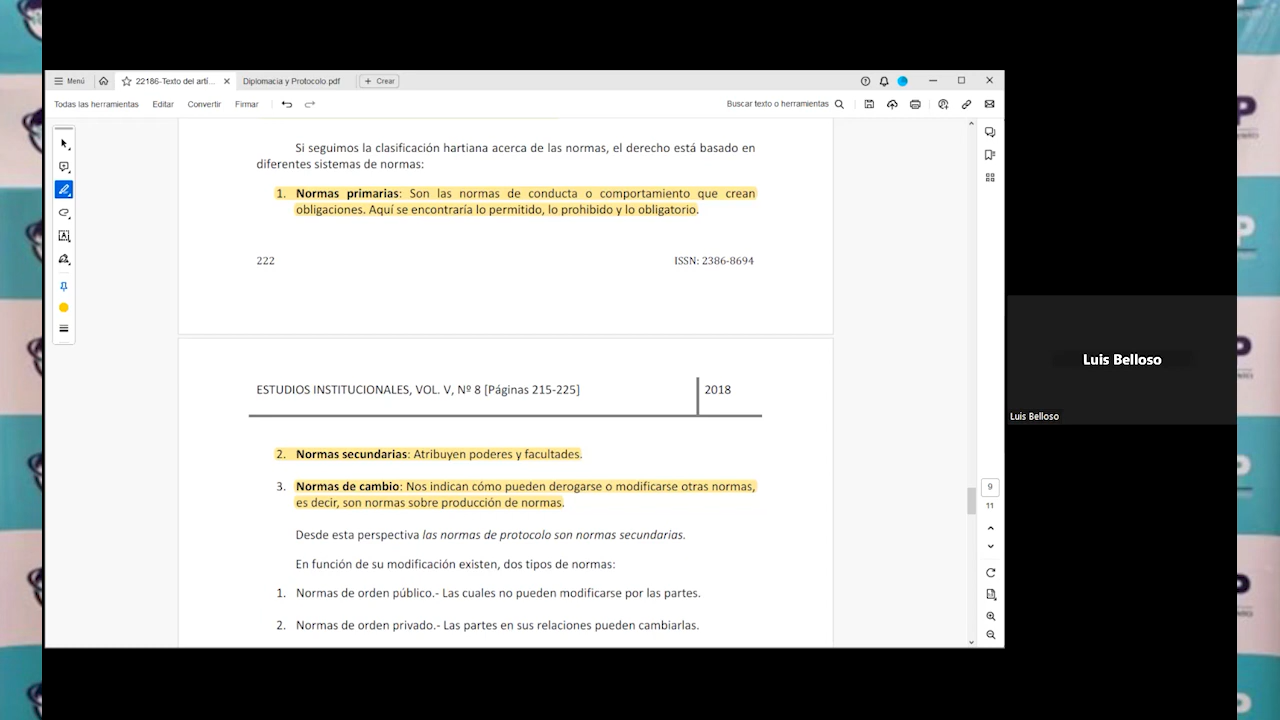 Menú
22186-Texto del artí...
Diplomacia y Protocolo.pdf
Crear
Todas las herramientas
Editar
Convertir
Firmar
Buscar texto o herramientas
Si seguimos la clasificación hartiana acerca de las normas, el derecho está basado en
diferentes sistemas de normas:
1. Normas primarias: Son las normas de conducta o comportamiento que crean
obligaciones. Aquí se encontraría lo permitido, lo prohibido y lo obligatorio.
222
ISSN: 2386-8694
ESTUDIOS INSTITUCIONALES, VOL. V, Nº 8 [Páginas 215-225]
2018
2. Normas secundarias: Atribuyen poderes y facultades.
3. Normas de cambio: Nos indican cómo pueden derogarse o modificarse otras normas,
es decir, son normas sobre producción de normas.
Desde esta perspectiva las normas de protocolo son normas secundarias.
En función de su modificación existen, dos tipos de normas:
1. Normas de orden público.- Las cuales no pueden modificarse por las partes.
2. Normas de orden privado.- Las partes en sus relaciones pueden cambiarlas.
9
11
Luis Belloso
Luis Belloso